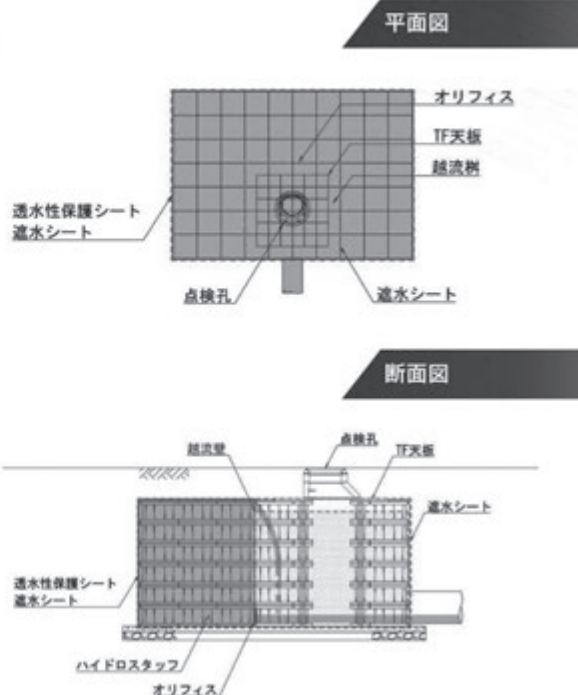 平面図
オリフィス
TF天板
越流桝
透水性保護シート
遮水シート
点検孔
遮水シート
断面図
点検孔
越流壁
TF天板
遮水シート
透水性保護シート
遮水シート
ハイドロスタッフ
オリフィス